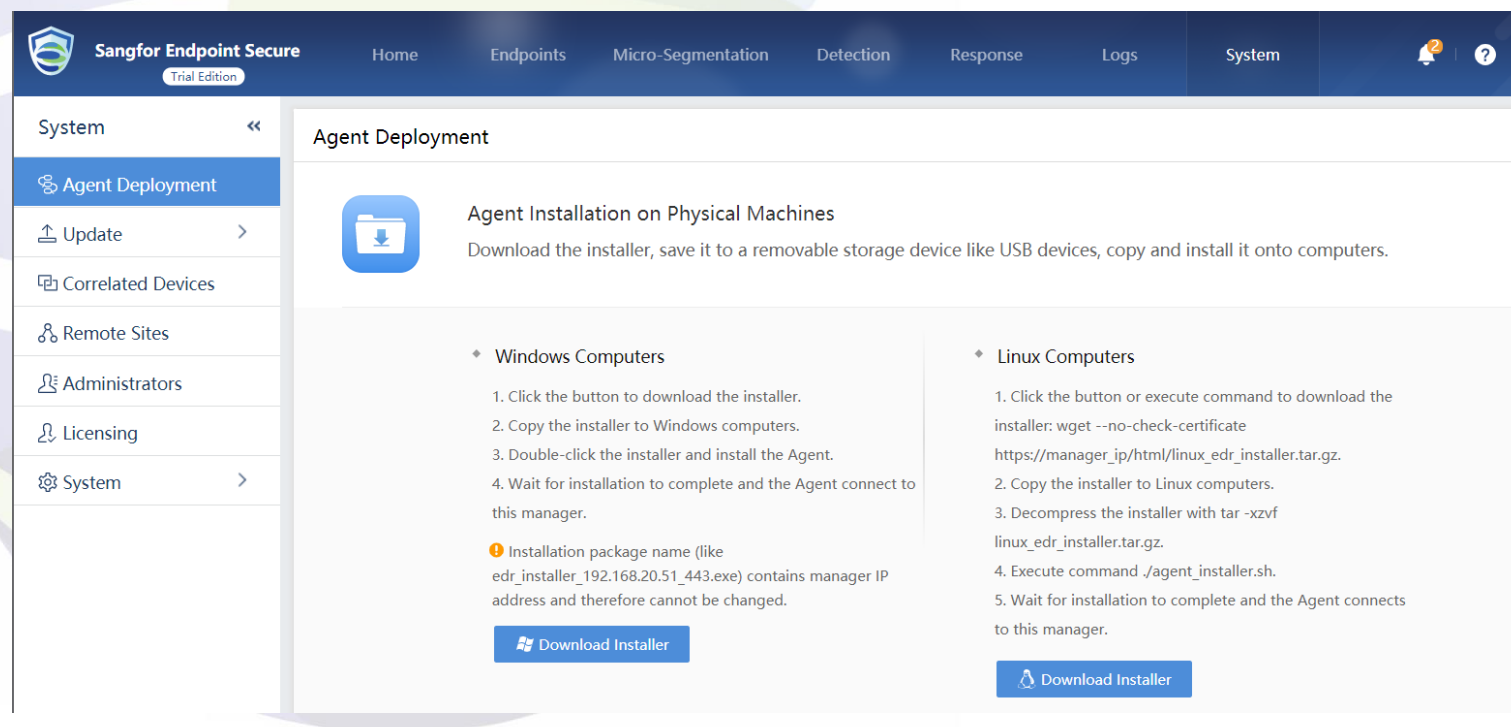 Sangfor Endpoint Secure
Trial Edition
Home
Endpoints
Micro-Segmentation
Detection
Response
Logs
System
2
?
System
Agent Deployment
Update
Correlated Devices
Remote Sites
Administrators
Licensing
System
Agent Deployment
Agent Installation on Physical Machines
Download the installer, save it to a removable storage device like USB devices, copy and install it onto computers.
Windows Computers
1. Click the button to download the installer.
2. Copy the installer to Windows computers.
3. Double-click the installer and install the Agent.
4. Wait for installation to complete and the Agent connect to
this manager.
Installation package name (like
edr_installer_192.168.20.51_443.exe) contains manager IP
address and therefore cannot be changed.
Download Installer
Linux Computers
1. Click the button or execute command to download the
installer: wget --no-check-certificate
https://manager_ip/html/linux_edr_installer.tar.gz.
2. Copy the installer to Linux computers.
3. Decompress the installer with tar -xzvf
linux_edr_installer.tar.gz.
4. Execute command ./agent_installer.sh.
5. Wait for installation to complete and the Agent connects
to this manager.
Download Installer